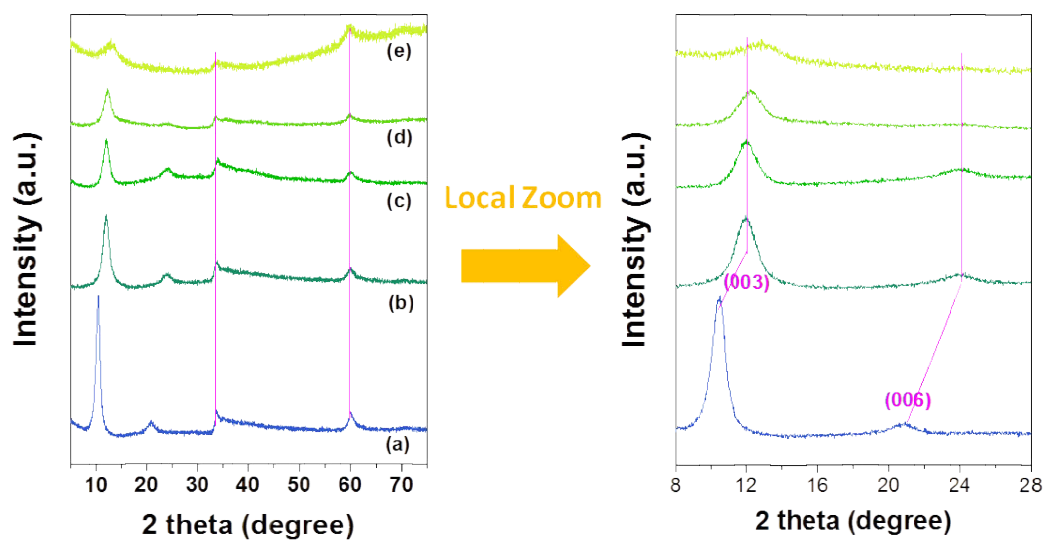 Intensity (a.u.)
(e)
(d)
(c)
(b)
(a)
10 20 30 40 50 60 70
2 theta (degree)
Local Zoom
Intensity (a.u.)
(003)
(006)
8 12 16 20 24 28
2 theta (degree)